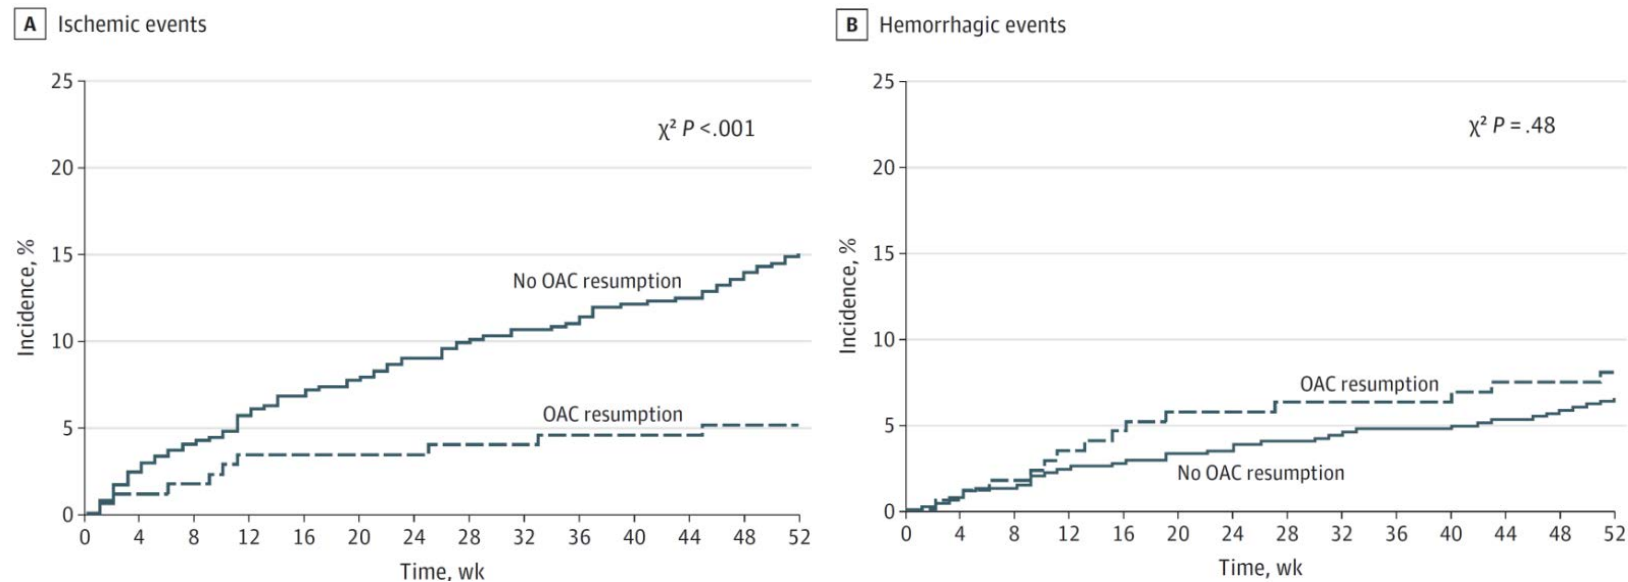 A Ischemic events
25
20
15
10
5
0
Incidence, %
χ² P <.001
No OAC resumption
OAC resumption
0 4 8 12 16 20 24 28 32 36 40 44 48 52
Time, wk
B Hemorrhagic events
25
20
15
10
5
0
Incidence, %
χ² P = .48
OAC resumption
No OAC resumption
0 4 8 12 16 20 24 28 32 36 40 44 48 52
Time, wk